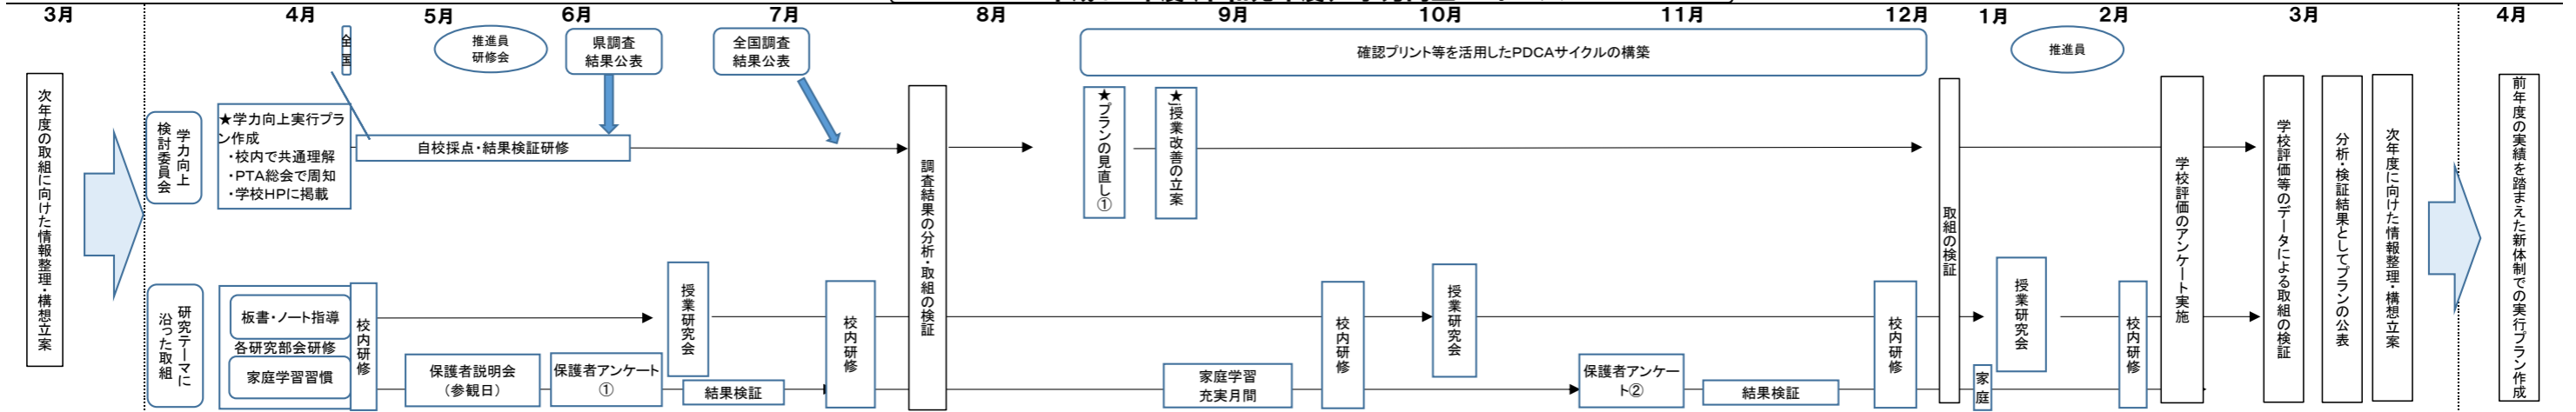 3月
4月
5月
6月
7月
8月
9月
10月
11月
12月
1月
2月
3月
4月
次年度の取組に向けた情報整理・構想立案
学力向上
検討委員会
★学力向上実行プラ
ン作成
・校内で共通理解
・PTA総会で周知
・学校HPに掲載
全国
推進員
研修会
県調査
結果公表
全国調査
結果公表
自校採点・結果検証研修
調査結果の分析・取組の検証
確認プリント等を活用したPDCAサイクルの構築
★プランの見直し①
★授業改善の立案
取組の検証
推進員
学校評価のアンケート実施
学校評価等のデータによる取組の検証
分析・検証結果としてプランの公表
次年度に向けた情報整理・構想立案
前年度の実績を踏まえた新体制での実行プラン作成
研究テーマに
沿った取組
板書・ノート指導
各研究部会研修
家庭学習習慣
校内研修
保護者説明会
(参観日)
保護者アンケート
①
授業研究会
結果検証
校内研修
家庭学習
充実月間
校内研修
授業研究会
保護者アンケー
ト②
結果検証
校内研修
家庭
授業研究会
校内研修